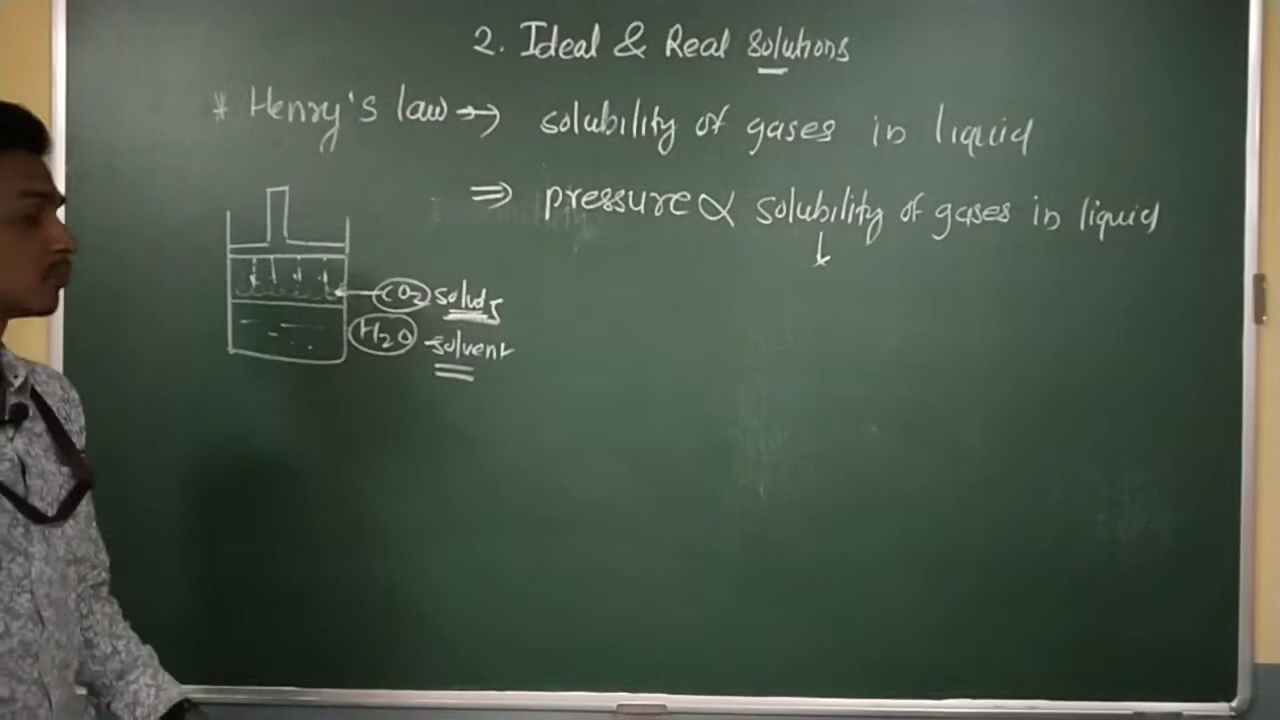 2. Ideal & Real Solutions
* Henry's law → solubility of gases in liquid
⇒ pressure ∝ solubility of gases in liquid
CO₂
H₂O solvent